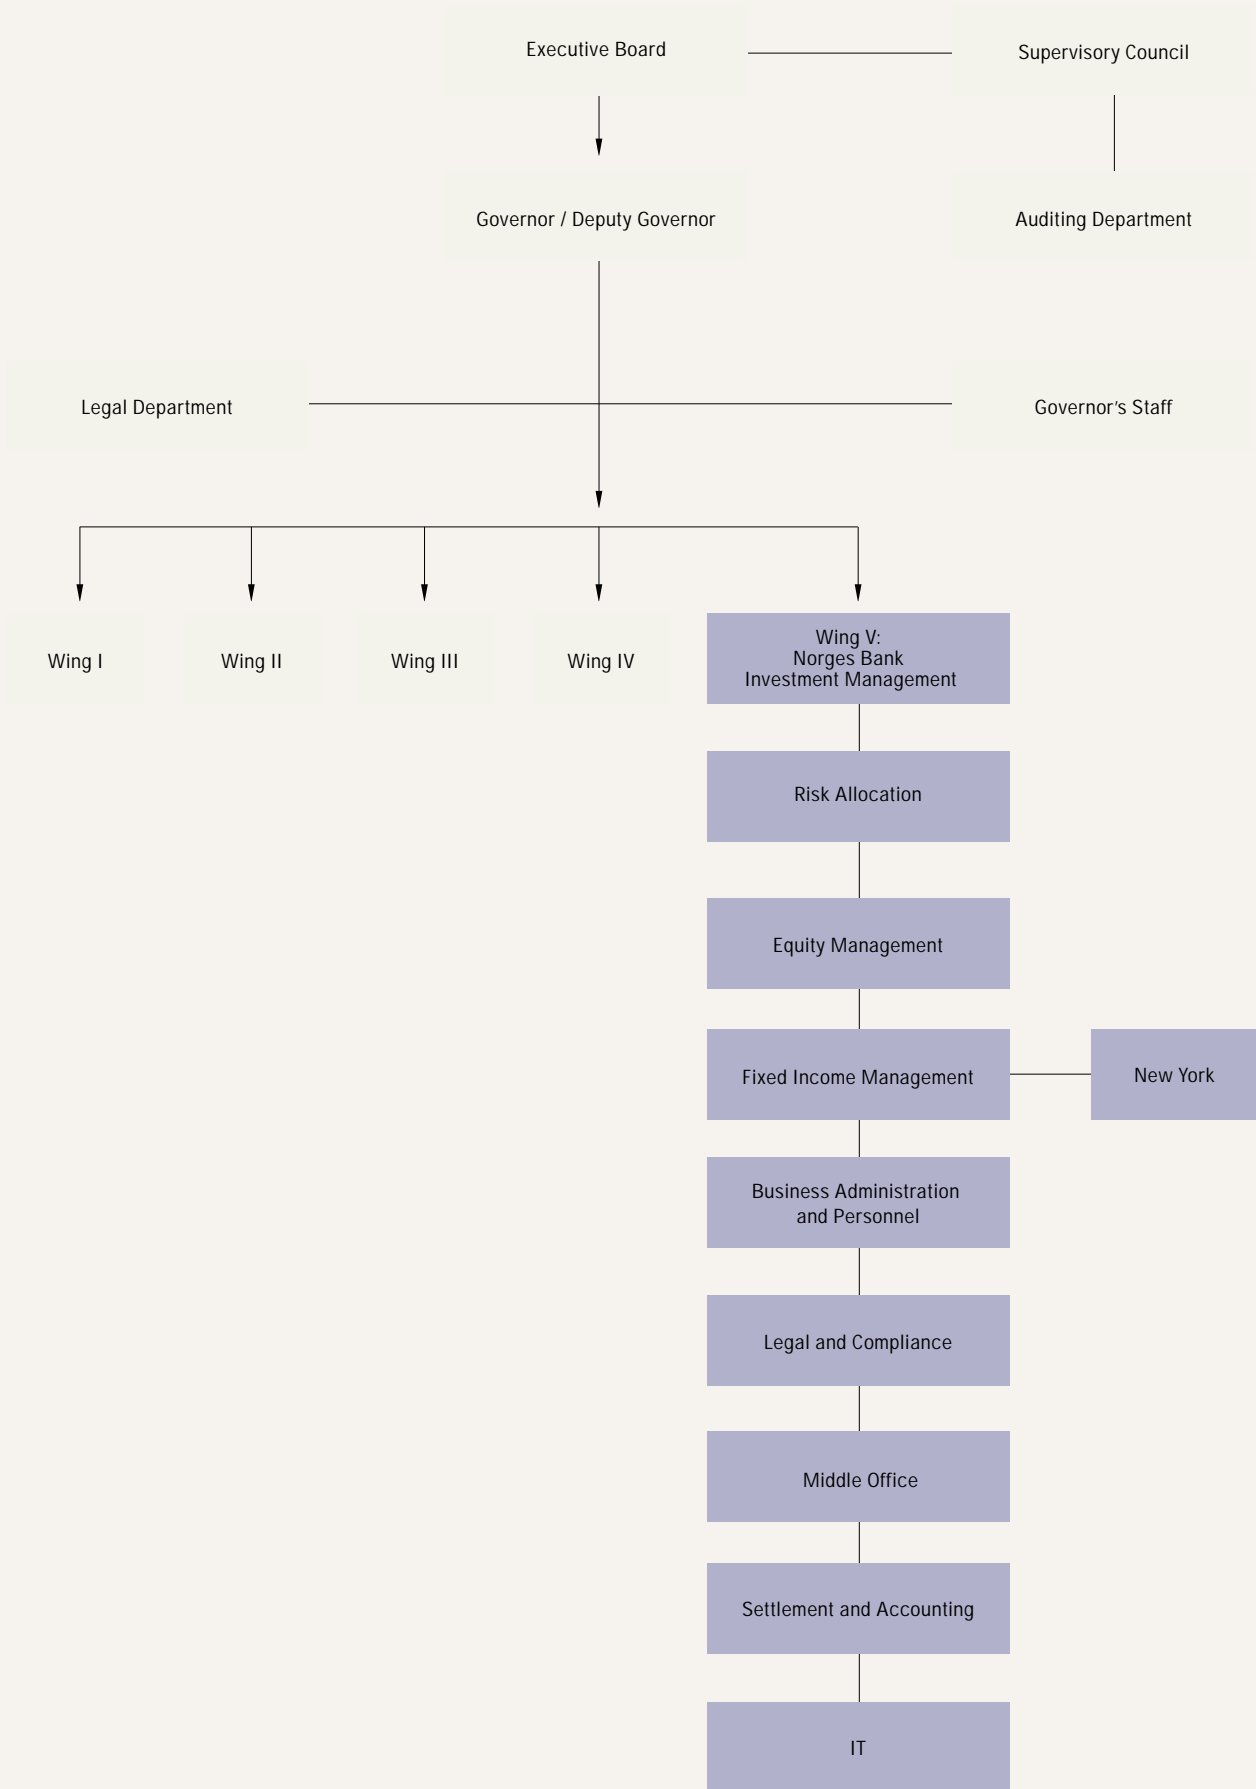 Executive Board
Supervisory Council
Governor / Deputy Governor
Auditing Department
Legal Department
Governor’s Staff
Wing I
Wing II
Wing III
Wing IV
Wing V:
Norges Bank
Investment Management
Risk Allocation
Equity Management
Fixed Income Management
New York
Business Administration
and Personnel
Legal and Compliance
Middle Office
Settlement and Accounting
IT